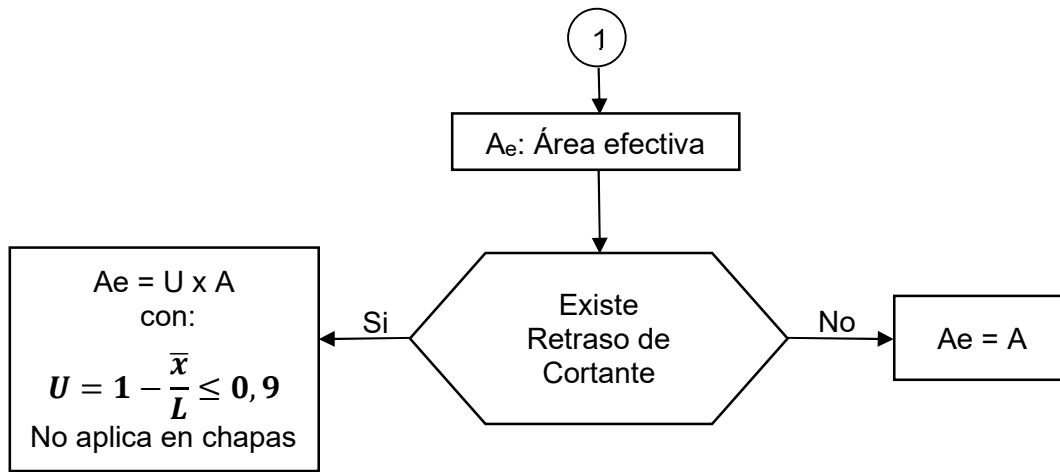 1
Aₑ: Área efectiva
Existe
Retraso de
Cortante
Si
No
Ae = U x A
con:
U = 1 − x̅/L ≤ 0,9
No aplica en chapas
Ae = A